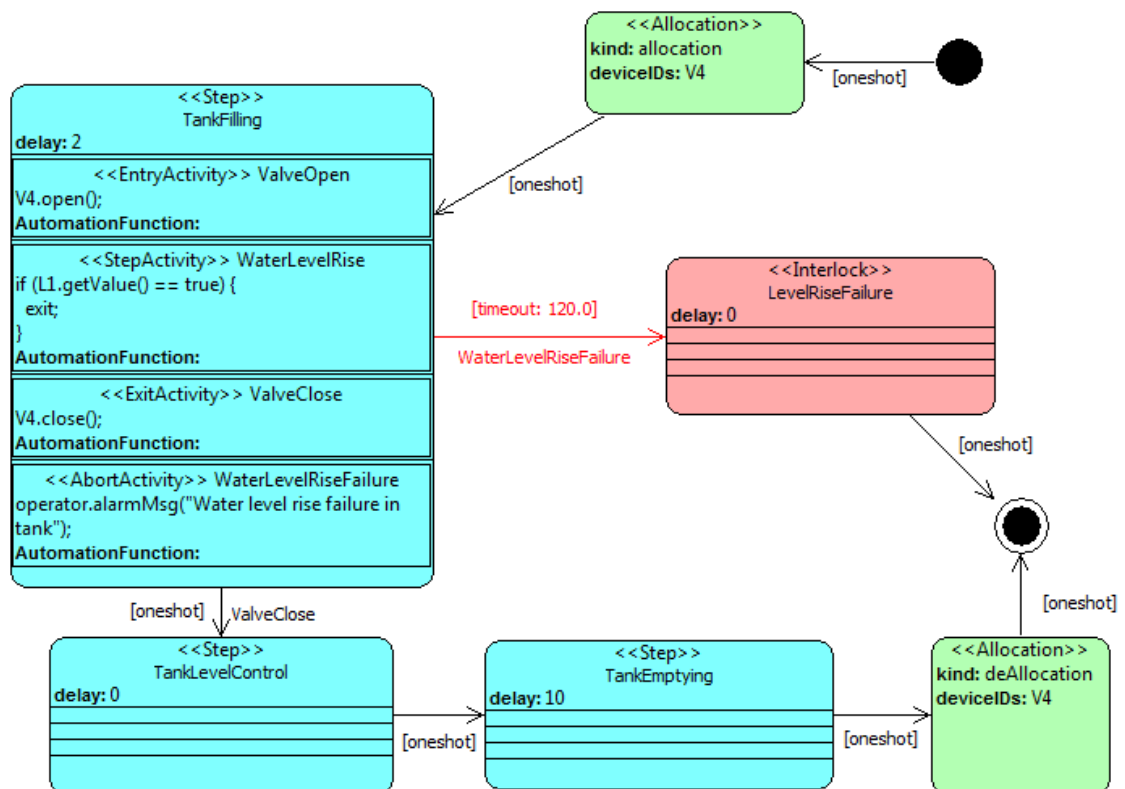 <<Allocation>>
kind: allocation
deviceIDs: V4
[oneshot]
<<Step>>
TankFilling
delay: 2
<<EntryActivity>> ValveOpen
V4.open();
AutomationFunction:
[oneshot]
<<StepActivity>> WaterLevelRise
if (L1.getValue() == true) {
exit;
}
AutomationFunction:
[timeout: 120.0]
WaterLevelRiseFailure
<<Interlock>>
LevelRiseFailure
delay: 0
<<ExitActivity>> ValveClose
V4.close();
AutomationFunction:
[oneshot]
<<AbortActivity>> WaterLevelRiseFailure
operator.alarmMsg("Water level rise failure in
tank");
AutomationFunction:
[oneshot]
ValveClose
[oneshot]
<<Step>>
TankLevelControl
delay: 0
[oneshot]
<<Step>>
TankEmptying
delay: 10
[oneshot]
<<Allocation>>
kind: deAllocation
deviceIDs: V4